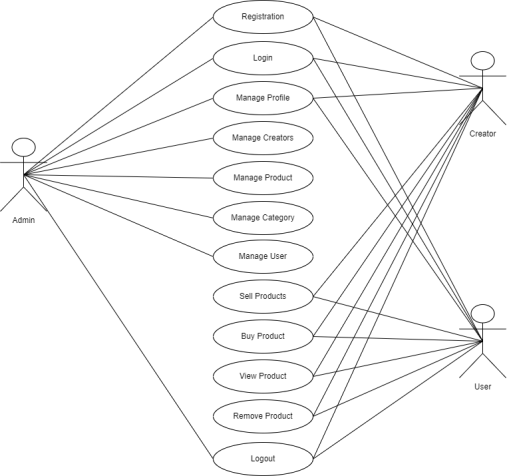 Registration
Login
Manage Profile
Manage Creators
Manage Product
Manage Category
Manage User
Sell Products
Buy Product
View Product
Remove Product
Logout
Admin
Creator
User